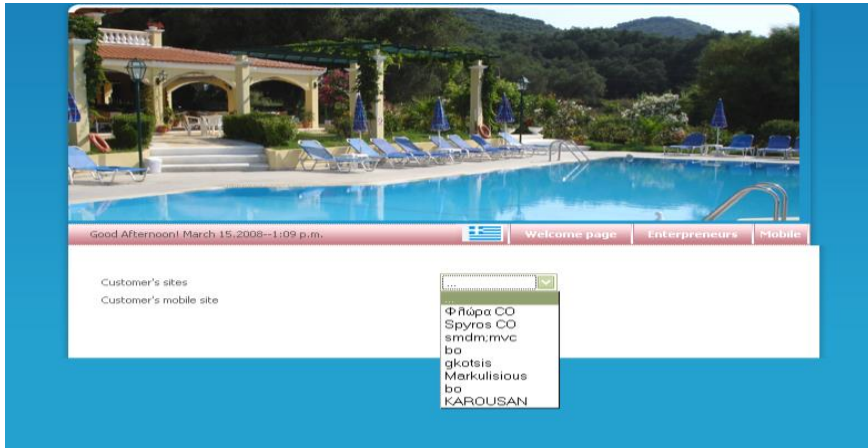 Good Afternoon! March 15.2008--1:09 p.m. Welcome page Enterpreneurs Mobile
Customer's sites ...
Customer's mobile site
...
Φλώρα CO
Spyros CO
smdm;mvc
bo
gkotsis
Markulisious
bo
KAROUSAN